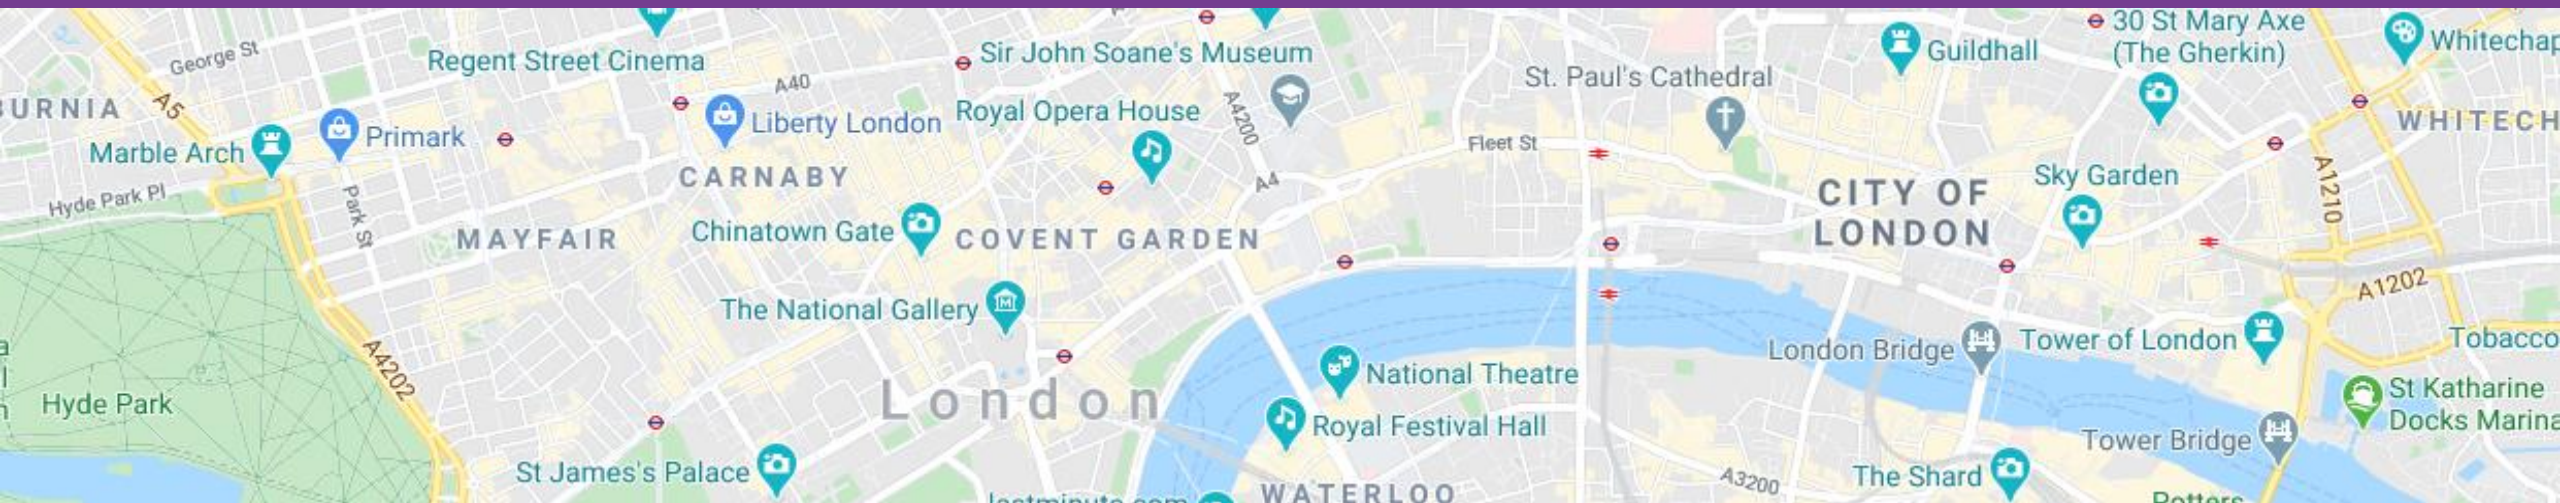 30 St Mary Axe
(The Gherkin)
Whitechap
Guildhall
Sir John Soane's Museum
Regent Street Cinema
George St
A40
St. Paul's Cathedral
BURNIA
A5
Primark
Liberty London
Royal Opera House
A4200
Fleet St
WHITECH
Marble Arch
CARNABY
A4
Sky Garden
A1210
Hyde Park Pl
Park St
CITY OF
LONDON
MAYFAIR
Chinatown Gate
COVENT GARDEN
A1202
The National Gallery
London Bridge
Tower of London
Tobacco
A4202
National Theatre
Hyde Park
London
St Katharine
Docks Marina
Royal Festival Hall
Tower Bridge
St James's Palace
The Shard
A3200
WATERLOO
lastminute.com
Potters